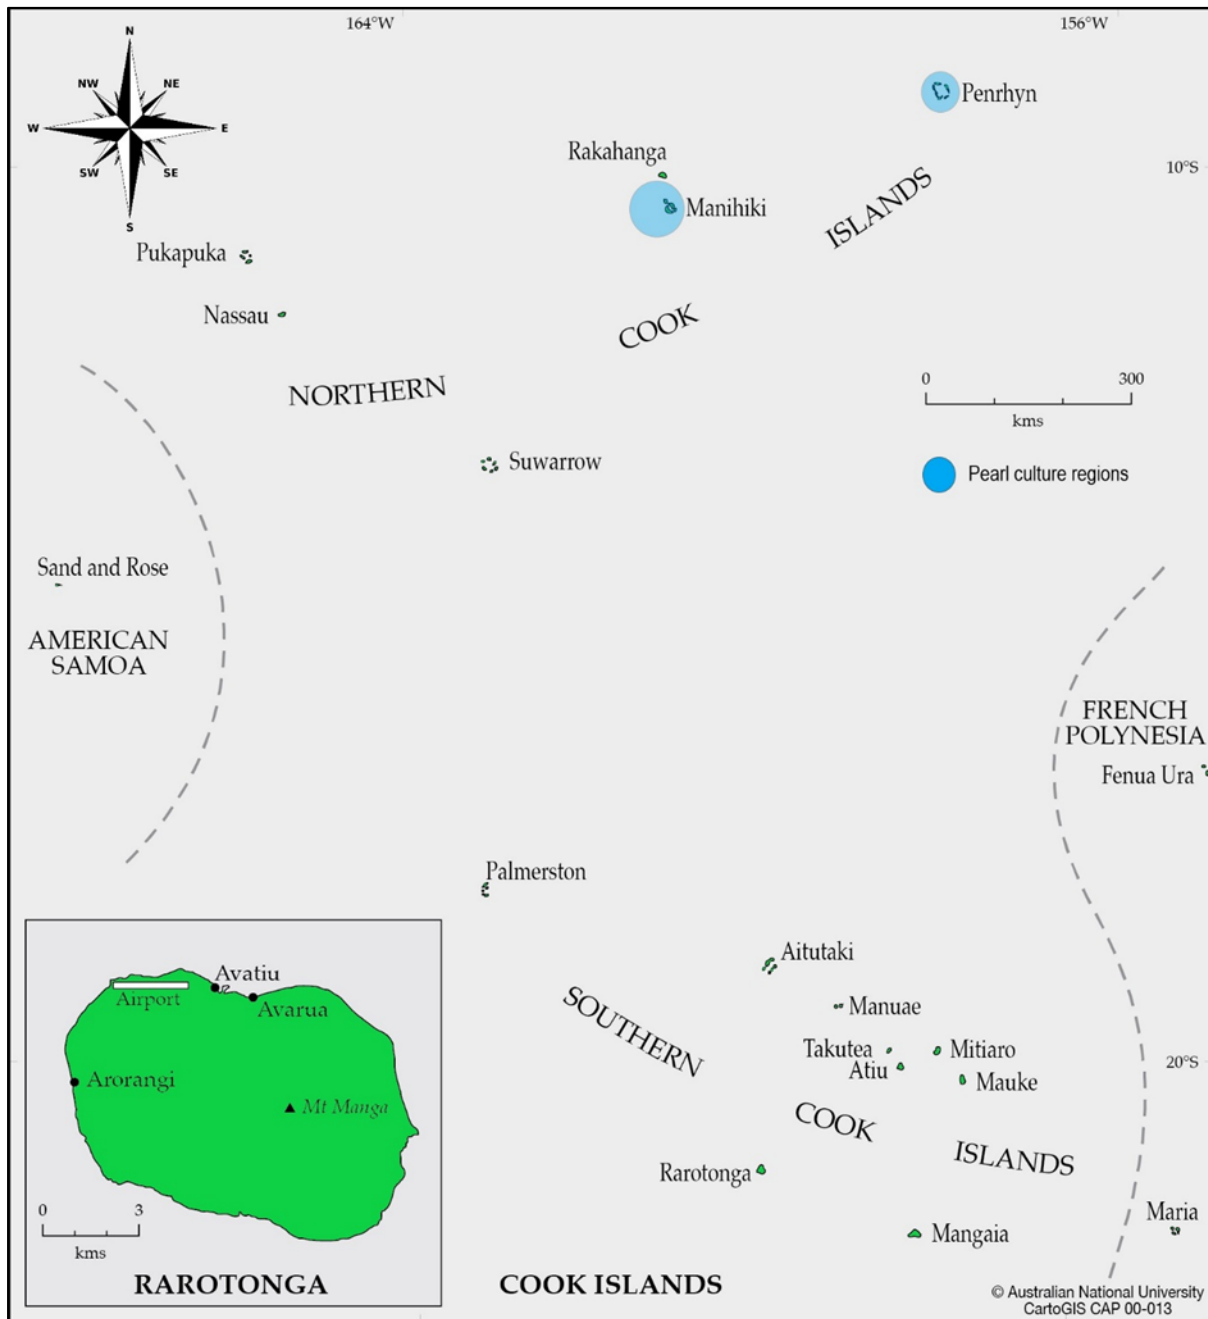 164°W
156°W
N
NW
NE
W
E
SW
SE
S
Penrhyn
10°S
Rakahanga
Manihiki
ISLANDS
Pukapuka
Nassau
COOK
NORTHERN
0
300
kms
Suwarrow
Pearl culture regions
Sand and Rose
AMERICAN
SAMOA
FRENCH
POLYNESIA
Fenua Ura
Palmerston
Aitutaki
SOUTHERN
Manuae
Takutea
Mitiaro
Atiu
Mauke
20°S
COOK
ISLANDS
Rarotonga
Mangaia
Maria
Avatiu
Airport
Avarua
Arorangi
Mt Manga
0
3
kms
RAROTONGA
COOK ISLANDS
© Australian National University
CartoGIS CAP 00-013